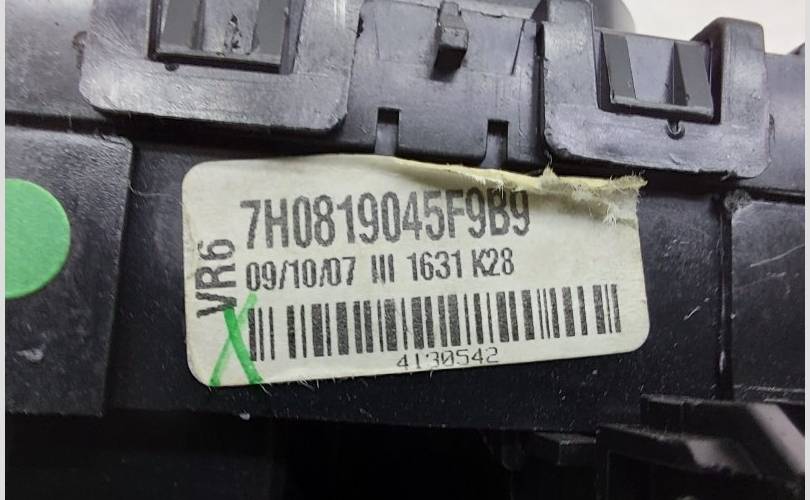 7H0819045F9B9
VR6
09/10/07 III 1631 K28
4130542